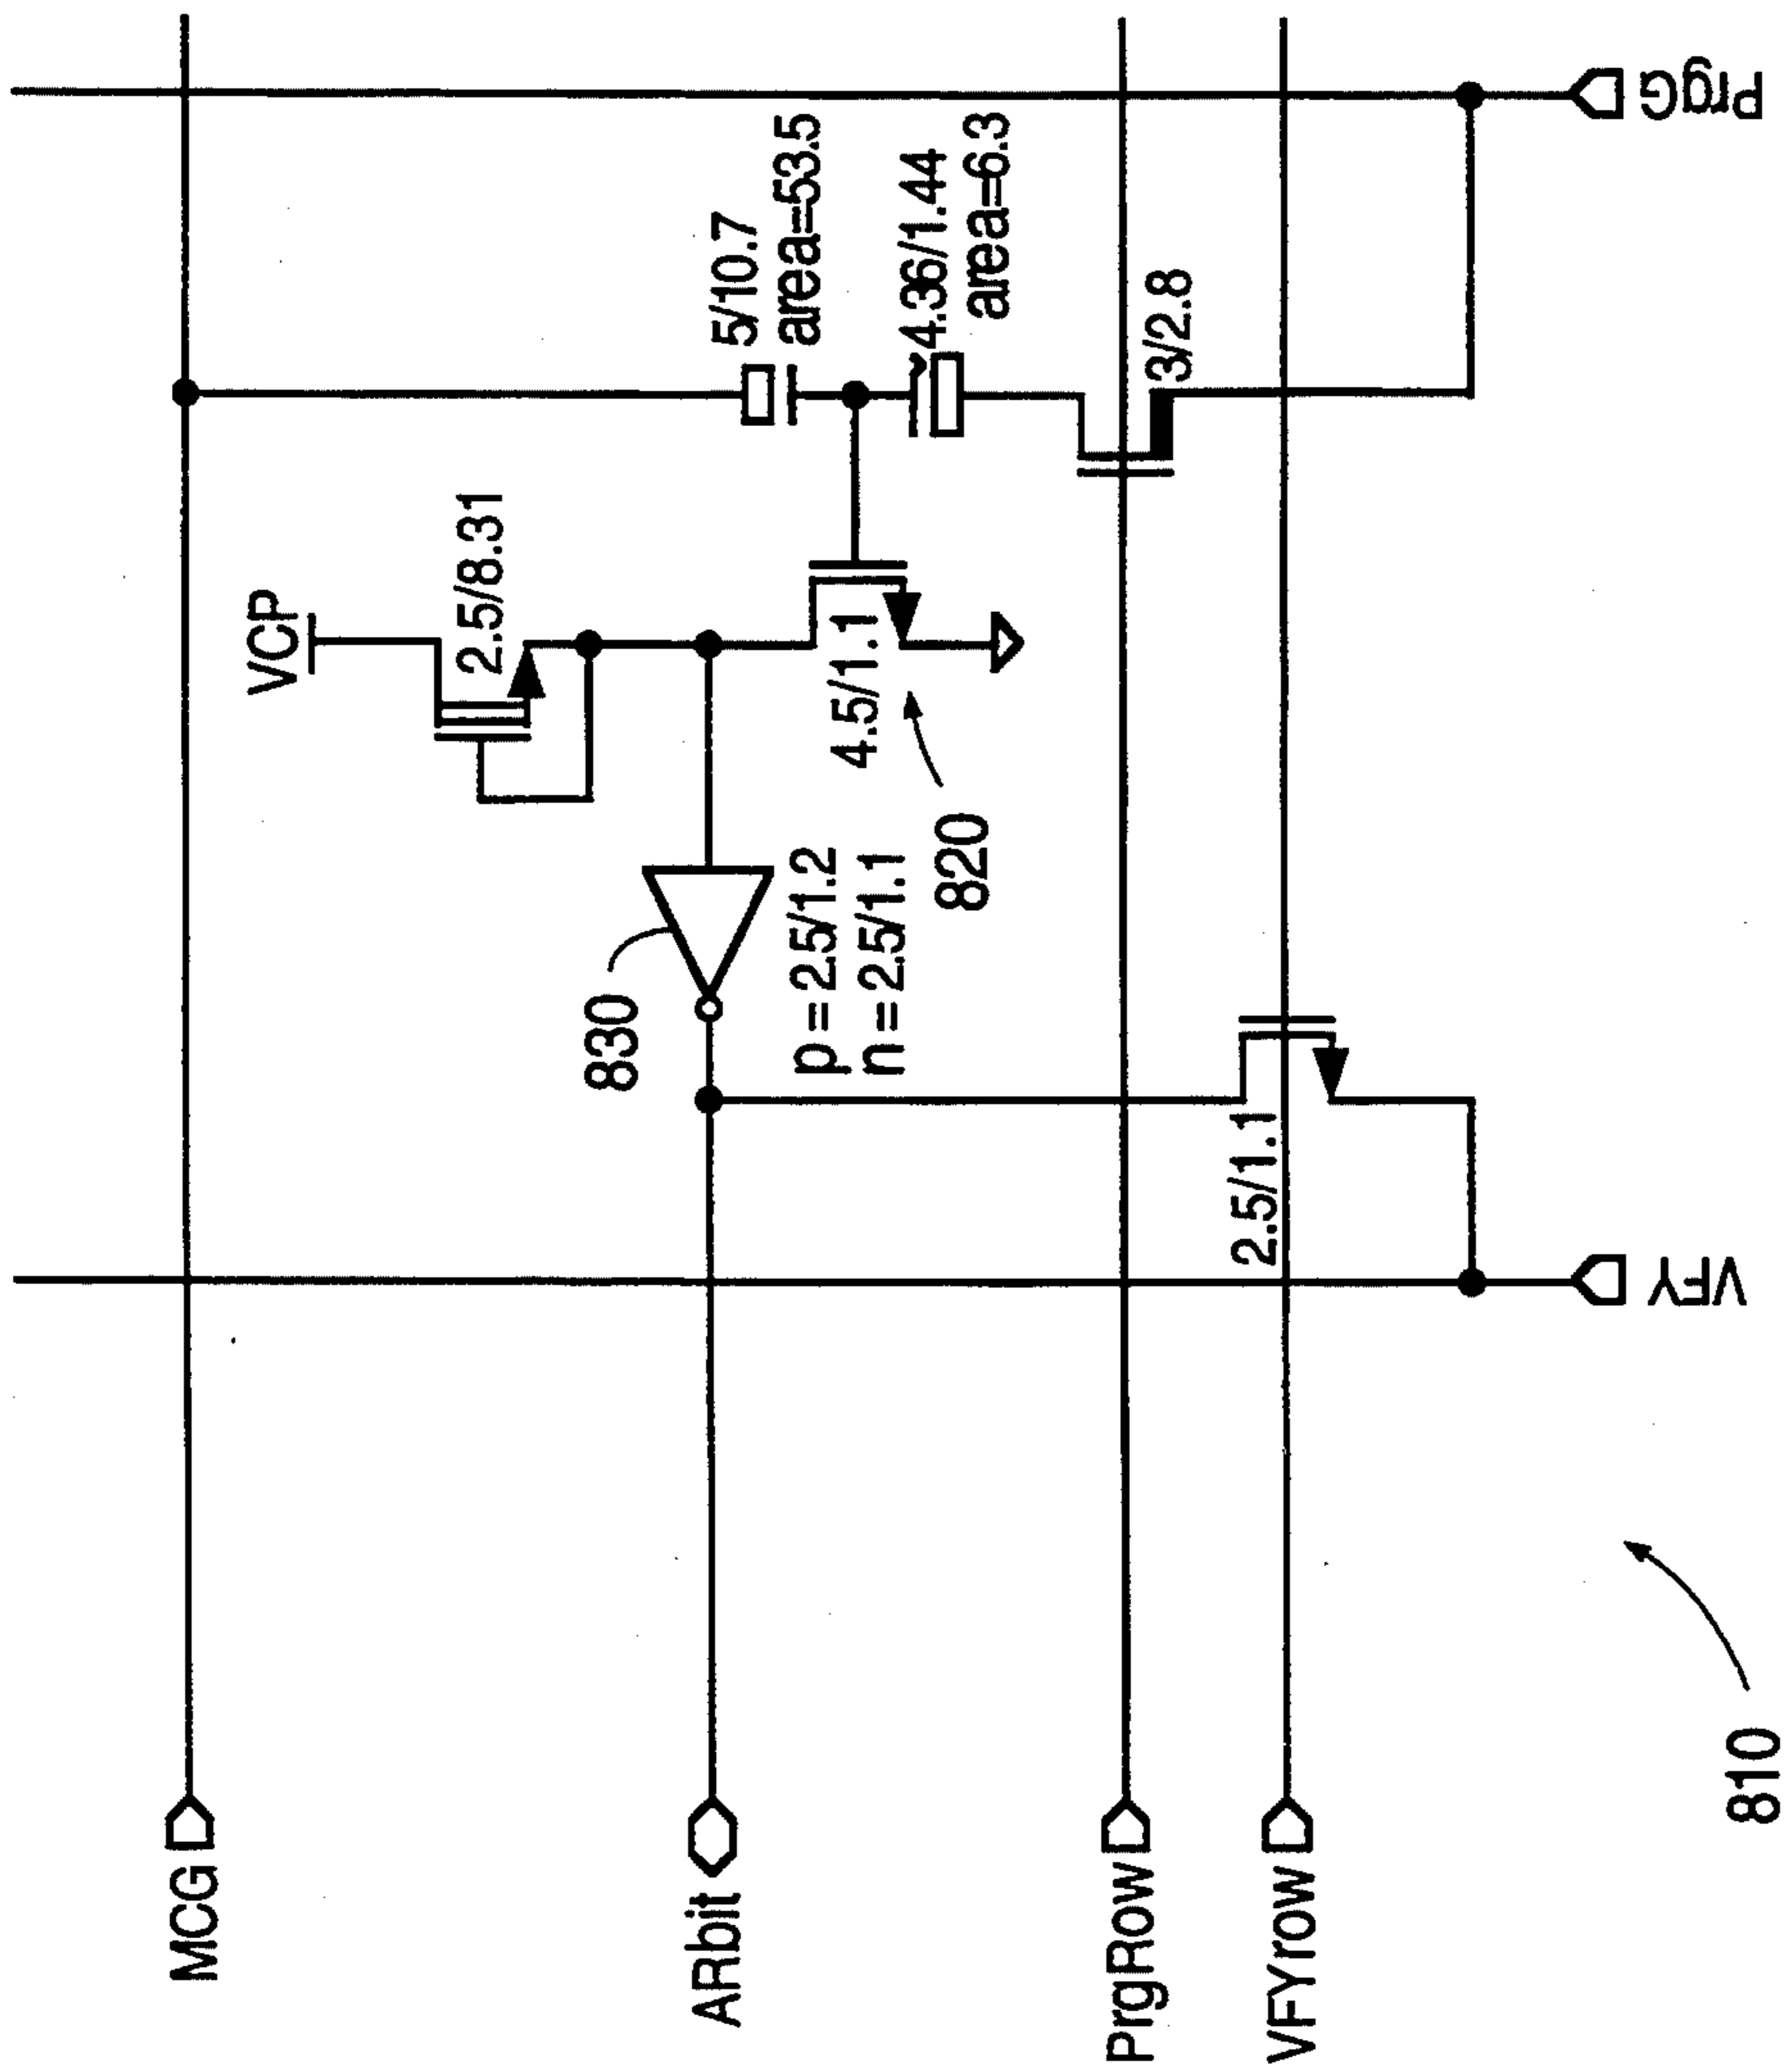 MCG
ARbit
PrgRow
VFYrow
810
VFY
PrgG
VCP
2.5/8.31
830
p = 2.5/1.2
n = 2.5/1.1
820
4.5/1.1
5/10.7
area=53.5
4.36/1.44
area=6.3
3/2.8
2.5/1.1